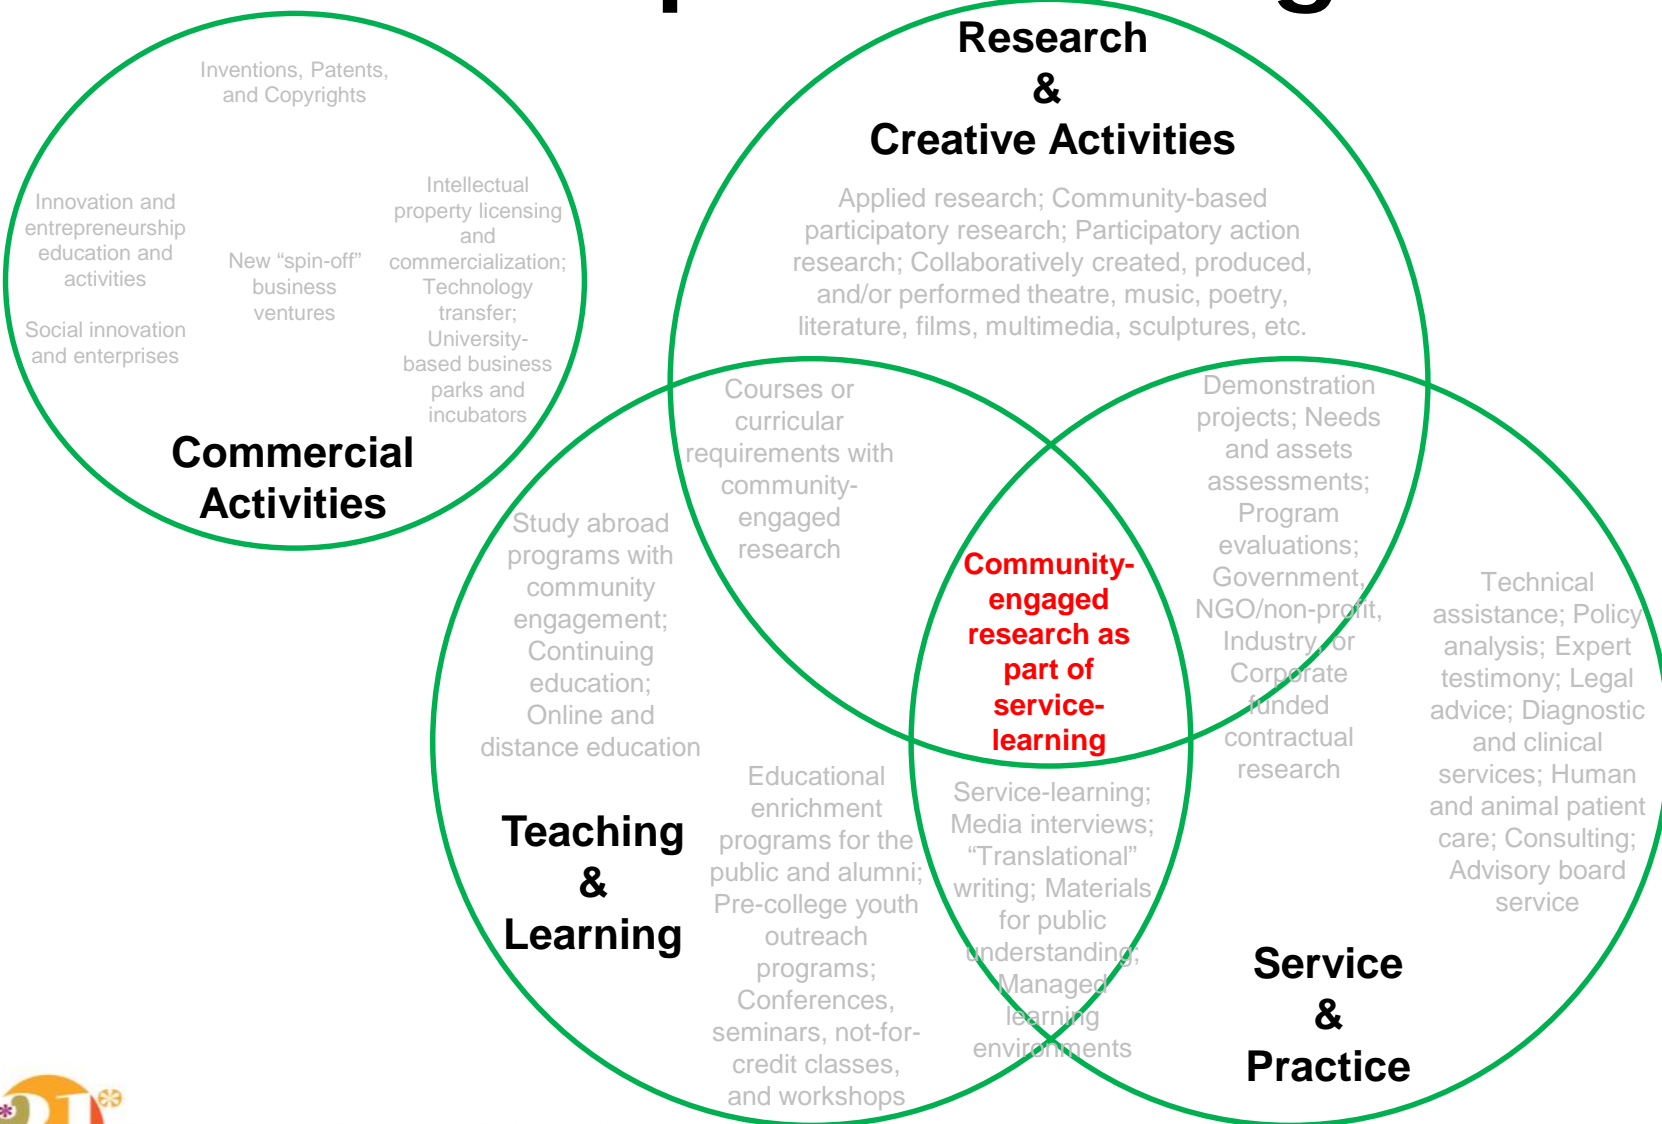 Research
&
Creative Activities
Inventions, Patents,
and Copyrights
Innovation and
entrepreneurship
education and
activities
Social innovation
and enterprises
New “spin-off”
business
ventures
Intellectual
property licensing
and
commercialization;
Technology
transfer;
University-
based business
parks and
incubators
Commercial
Activities
Applied research; Community-based
participatory research; Participatory action
research; Collaboratively created, produced,
and/or performed theatre, music, poetry,
literature, films, multimedia, sculptures, etc.
Courses or
curricular
requirements with
community-
engaged
research
Demonstration
projects; Needs
and assets
assessments;
Program
evaluations;
Government,
NGO/non-profit,
Industry, or
Corporate
funded
contractual
research
Community-
engaged
research as
part of
service-
learning
Study abroad
programs with
community
engagement;
Continuing
education;
Online and
distance education
Teaching
&
Learning
Educational
enrichment
programs for the
public and alumni;
Pre-college youth
outreach
programs;
Conferences,
seminars, not-for-
credit classes,
and workshops
Service-learning;
Media interviews;
“Translational”
writing; Materials
for public
understanding;
Managed
learning
environments
Technical
assistance; Policy
analysis; Expert
testimony; Legal
advice; Diagnostic
and clinical
services; Human
and animal patient
care; Consulting;
Advisory board
service
Service
&
Practice